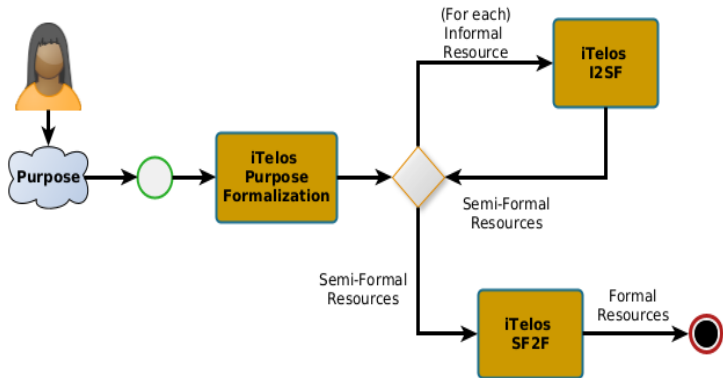 (For each)
Informal
Resource
iTelos
I2SF
Purpose
iTelos
Purpose
Formalization
Semi-Formal
Resources
Semi-Formal
Resources
iTelos
SF2F
Formal
Resources